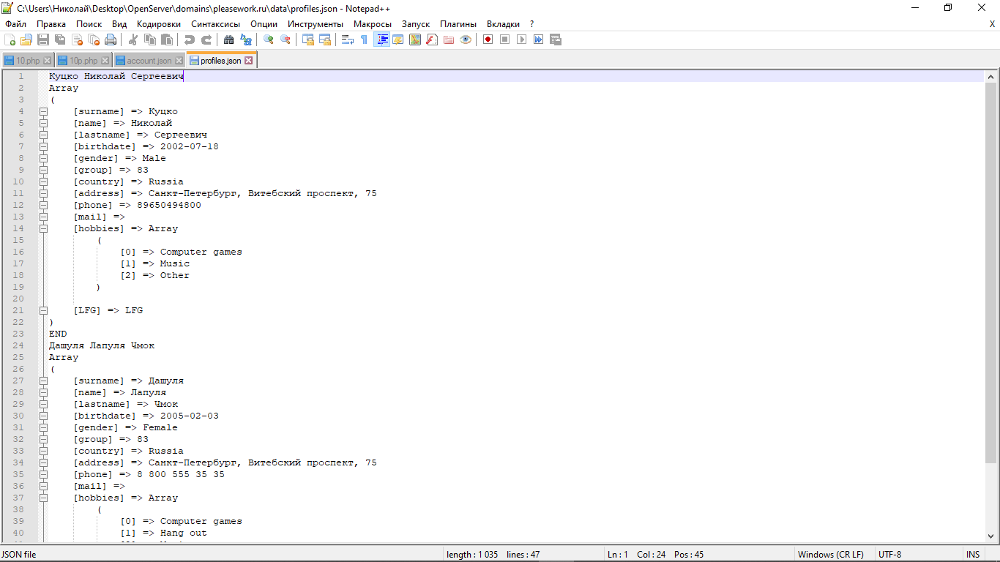 C:\Users\Николай\Desktop\OpenServer\domains\pleasework.ru\data\profiles.json - Notepad++
Файл Правка Поиск Вид Кодировки Синтаксисы Опции Инструменты Макросы Запуск Плагины Вкладки ? X
10.php 10p.php account.json profiles.json
1 Куцко Николай Сергеевич
2 Array
3 (
4 [surname] => Куцко
5 [name] => Николай
6 [lastname] => Сергеевич
7 [birthdate] => 2002-07-18
8 [gender] => Male
9 [group] => 83
10 [country] => Russia
11 [address] => Санкт-Петербург, Витебский проспект, 75
12 [phone] => 89650494800
13 [mail] =>
14 [hobbies] => Array
15 (
16 [0] => Computer games
17 [1] => Music
18 [2] => Other
19 )
20
21 [LFG] => LFG
22 )
23 END
24 Дашуля Лапуля Чмок
25 Array
26 (
27 [surname] => Дашуля
28 [name] => Лапуля
29 [lastname] => Чмок
30 [birthdate] => 2005-02-03
31 [gender] => Female
32 [group] => 83
33 [country] => Russia
34 [address] => Санкт-Петербург, Витебский проспект, 75
35 [phone] => 8 800 555 35 35
36 [mail] =>
37 [hobbies] => Array
38 (
39 [0] => Computer games
40 [1] => Hang out
JSON file length : 1 035 lines : 47 Ln : 1 Col : 24 Pos : 45 Windows (CR LF) UTF-8 INS